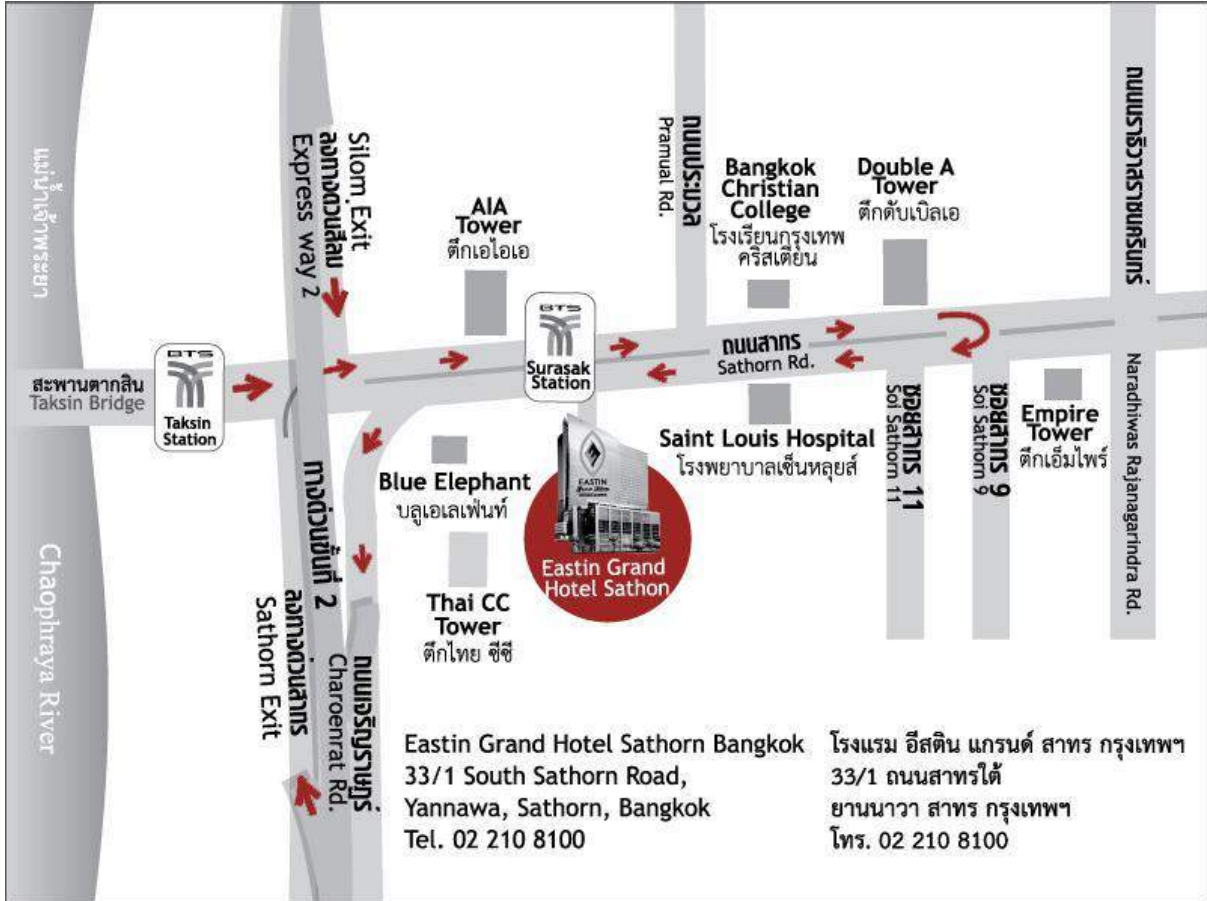 แม่น้ำเจ้าพระยา
Chaophraya River
สะพานตากสิน
Taksin Bridge
BTS
Taksin
Station
Silom Exit
ลงทางด่วนสีลม
Express way 2
AIA
Tower
ตึกเอไอเอ
BTS
Surasak
Station
ถนนประมวล
Pramual Rd.
Bangkok
Christian
College
โรงเรียนกรุงเทพ
คริสเตียน
Double A
Tower
ตึกดับเบิลเอ
ถนนนราธิวาสราชนครินทร์
Naradhiwas Rajanagarindra Rd.
ถนนสาทร
Sathorn Rd.
Blue Elephant
บลูเอเลเฟ่นท์
Thai CC
Tower
ตึกไทย ซีซี
EASTIN
Eastin Grand
Hotel Sathon
Saint Louis Hospital
โรงพยาบาลเซ็นหลุยส์
ซอยสาทร 11
Soi Sathorn 11
ซอยสาทร 9
Soi Sathorn 9
Empire
Tower
ตึกเอ็มไพร์
ทางด่วนขั้นที่ 2
ลงทางด่วนสาทร
Sathorn Exit
ถนนเจริญราษฎร์
Charoenrat Rd.
Eastin Grand Hotel Sathorn Bangkok
33/1 South Sathorn Road,
Yannawa, Sathorn, Bangkok
Tel. 02 210 8100
โรงแรม อีสติน แกรนด์ สาทร กรุงเทพฯ
33/1 ถนนสาทรใต้
ยานนาวา สาทร กรุงเทพฯ
โทร. 02 210 8100